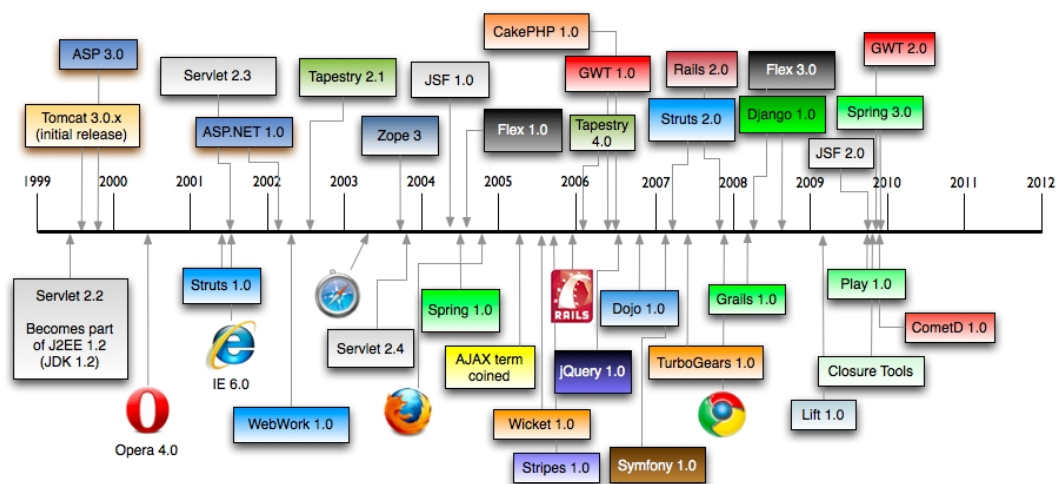 CakePHP 1.0
ASP 3.0
GWT 2.0
Servlet 2.3
Tapestry 2.1
JSF 1.0
GWT 1.0
Rails 2.0
Flex 3.0
Tomcat 3.0.x
(initial release)
ASP.NET 1.0
Zope 3
Flex 1.0
Tapestry
4.0
Struts 2.0
Django 1.0
Spring 3.0
JSF 2.0
1999 2000 2001 2002 2003 2004 2005 2006 2007 2008 2009 2010 2011 2012
Servlet 2.2
Becomes part
of J2EE 1.2
(JDK 1.2)
Struts 1.0
Spring 1.0
RAILS
Dojo 1.0
Grails 1.0
Play 1.0
CometD 1.0
IE 6.0
Servlet 2.4
AJAX term
coined
jQuery 1.0
TurboGears 1.0
Closure Tools
Opera 4.0
WebWork 1.0
Wicket 1.0
Lift 1.0
Stripes 1.0
Symfony 1.0